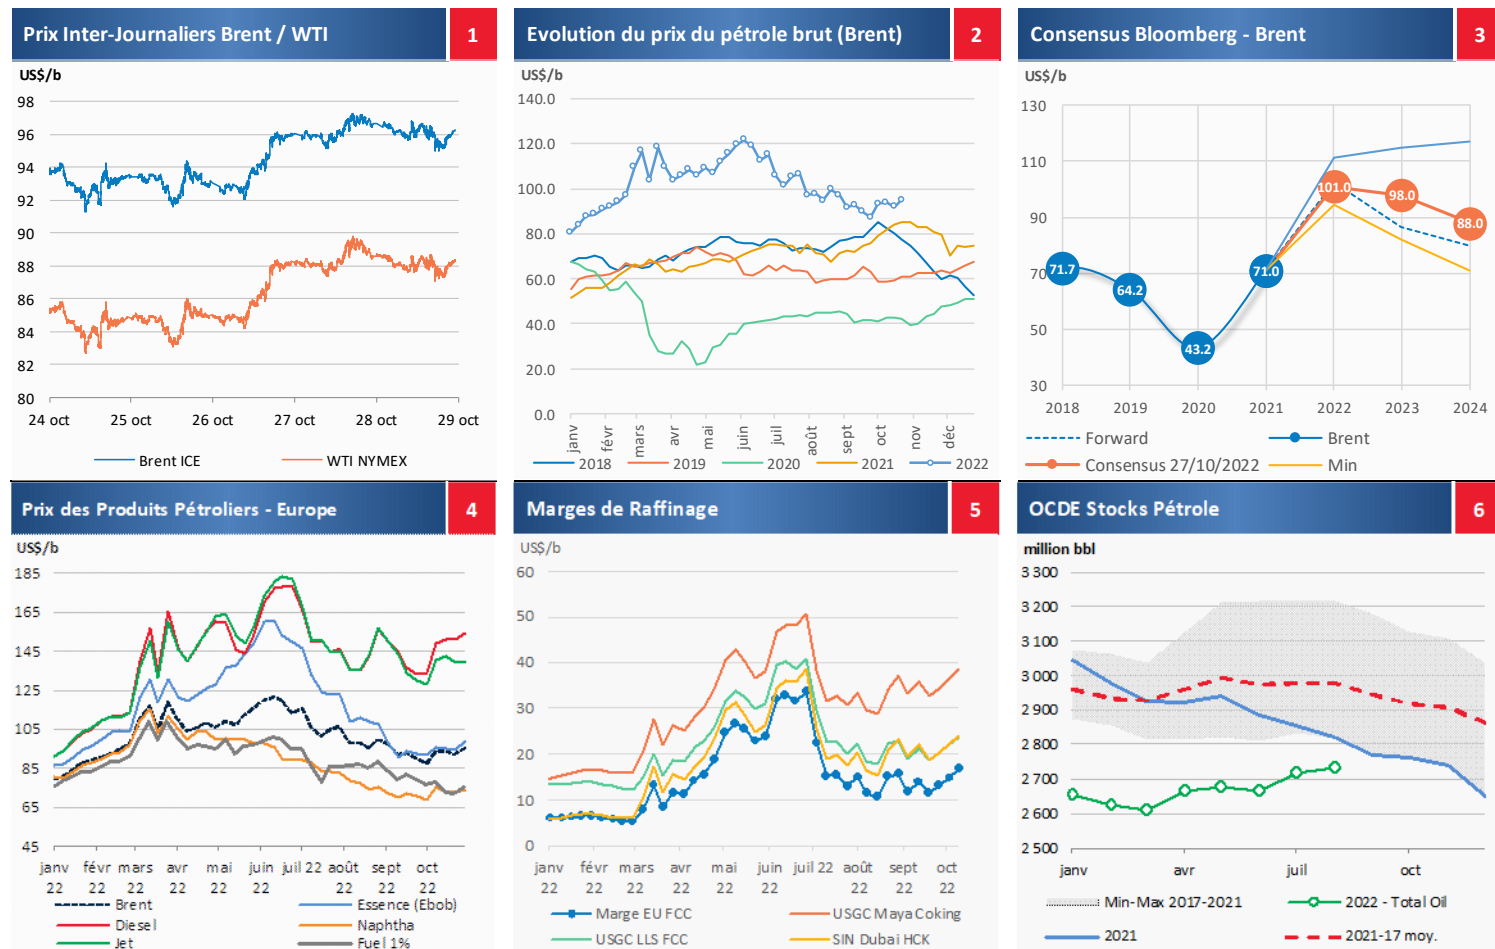 Prix Inter-Journaliers Brent / WTI 1
US$/b
98
96
94
92
90
88
86
84
82
80
24 oct 25 oct 26 oct 27 oct 28 oct 29 oct
Brent ICE WTI NYMEX
Evolution du prix du pétrole brut (Brent) 2
US$/b
140.0
120.0
100.0
80.0
60.0
40.0
20.0
0.0
janv févr mars avr mai juin juil août sept oct nov déc
2018 2019 2020 2021 2022
Consensus Bloomberg - Brent 3
US$/b
130
110
90
70
50
30
71.7
64.2
43.2
71.0
101.0
98.0
88.0
2018 2019 2020 2021 2022 2023 2024
Forward Brent
Consensus 27/10/2022 Min
Prix des Produits Pétroliers - Europe 4
US$/b
185
165
145
125
105
85
65
45
janv févr mars avr mai juin juil 22 août sept oct
22 22 22 22 22 22 22 22 22
Brent Essence (Ebob)
Diesel Naphtha
Jet Fuel 1%
Marges de Raffinage 5
US$/b
60
50
40
30
20
10
0
janv févr mars avr mai juin juil 22 août sept oct
22 22 22 22 22 22 22 22 22
Marge EU FCC USGC Maya Coking
USGC LLS FCC SIN Dubai HCK
OCDE Stocks Pétrole 6
million bbl
3 300
3 200
3 100
3 000
2 900
2 800
2 700
2 600
2 500
janv avr juil oct
Min-Max 2017-2021 2022 - Total Oil
2021 2021-17 moy.